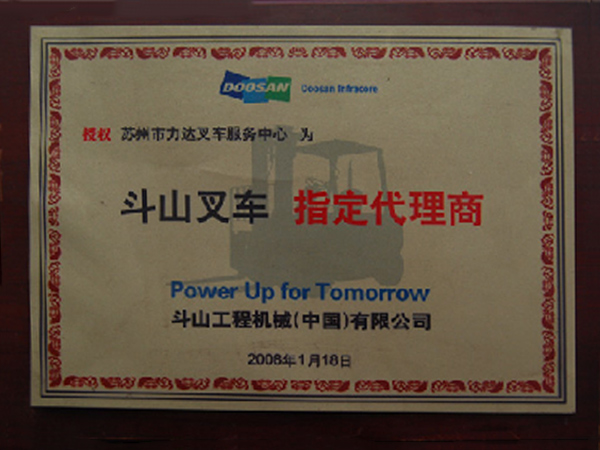 DOOSAN Doosan Infracore
授权 苏州市力达叉车服务中心 为
斗山叉车 指定代理商
Power Up for Tomorrow
斗山工程机械(中国)有限公司
2008年1月18日